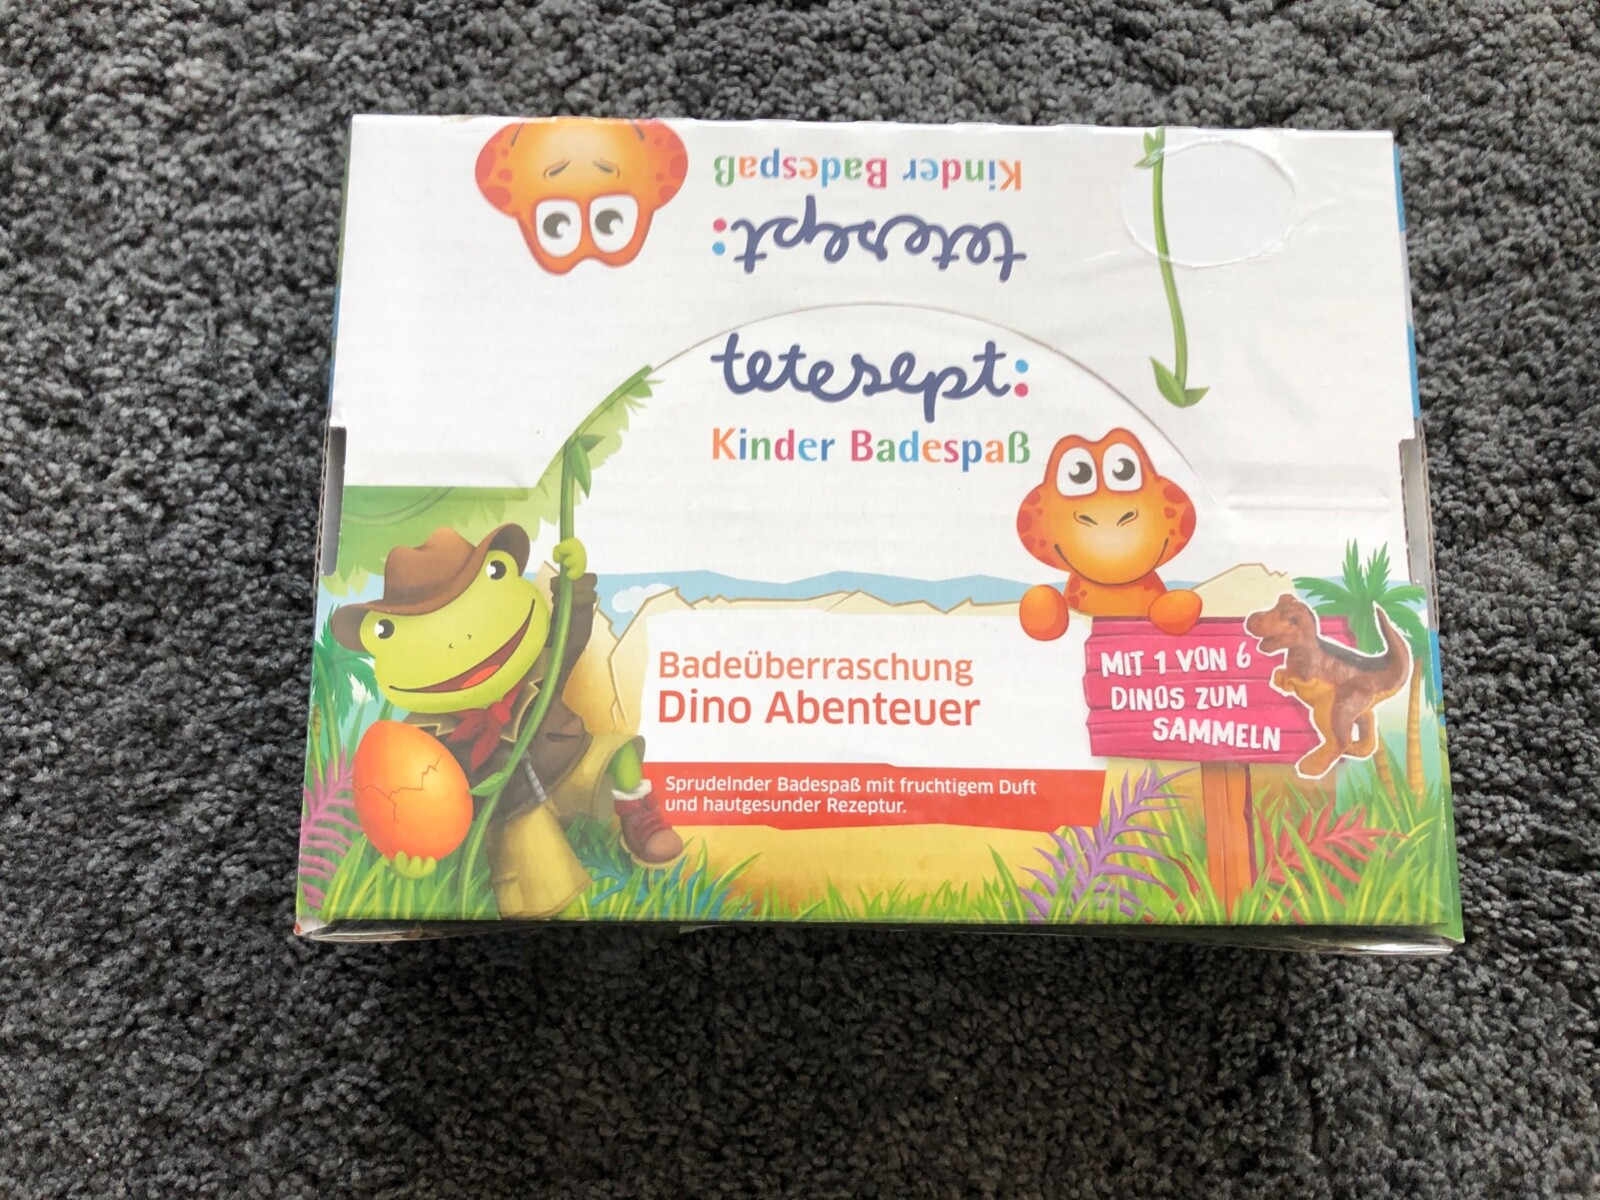 Kinder Badespaß
tetesept:
tetesept:
Kinder Badespaß
Badeüberraschung
Dino Abenteuer
MIT 1 VON 6
DINOS ZUM
SAMMELN
Sprudelnder Badespaß mit fruchtigem Duft
und hautgesunder Rezeptur.